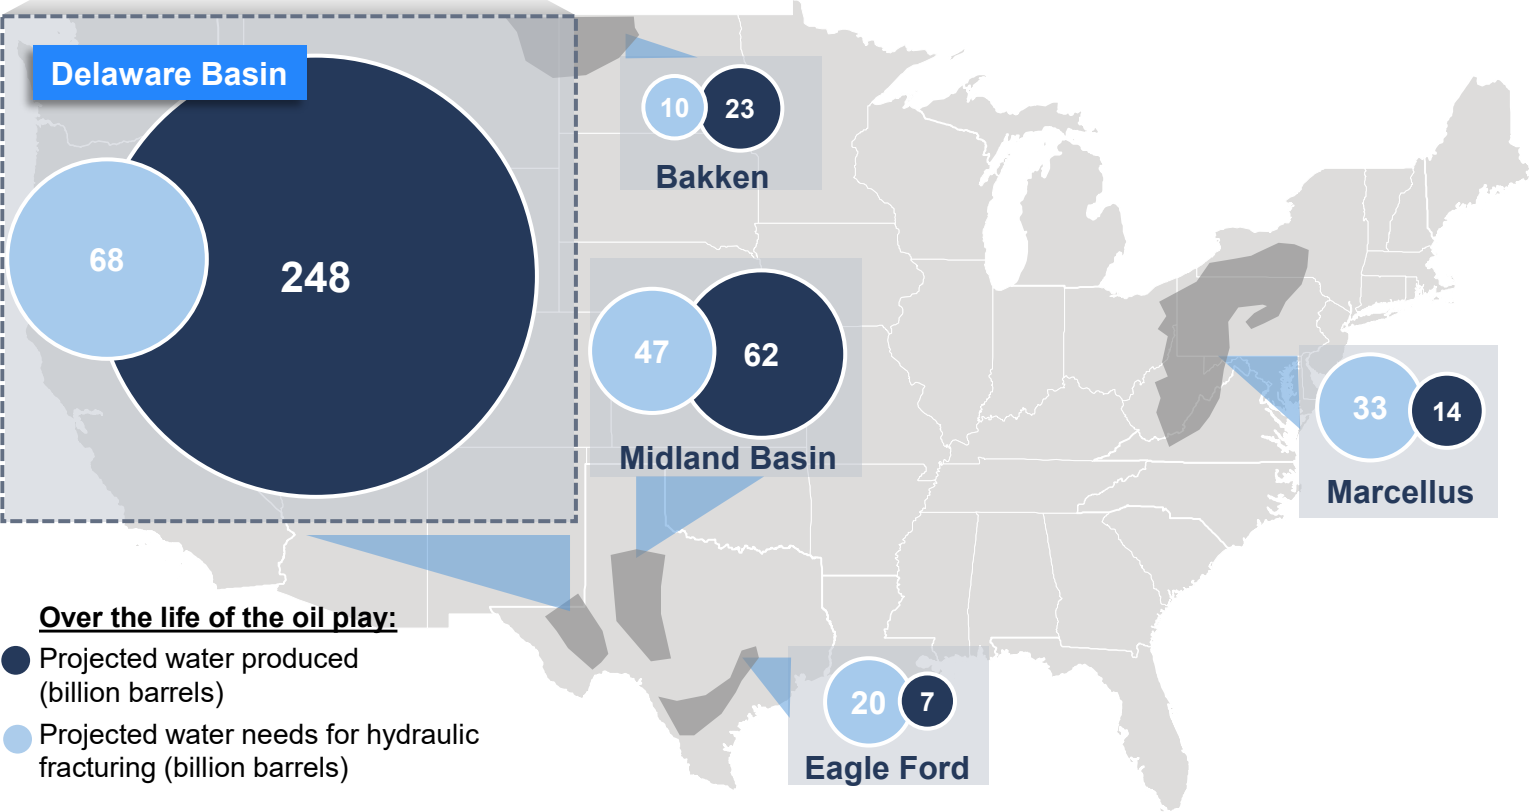 Delaware Basin
68
248
10
23
Bakken
47
62
Midland Basin
33
14
Marcellus
20
7
Eagle Ford
Over the life of the oil play:
Projected water produced
(billion barrels)
Projected water needs for hydraulic
fracturing (billion barrels)